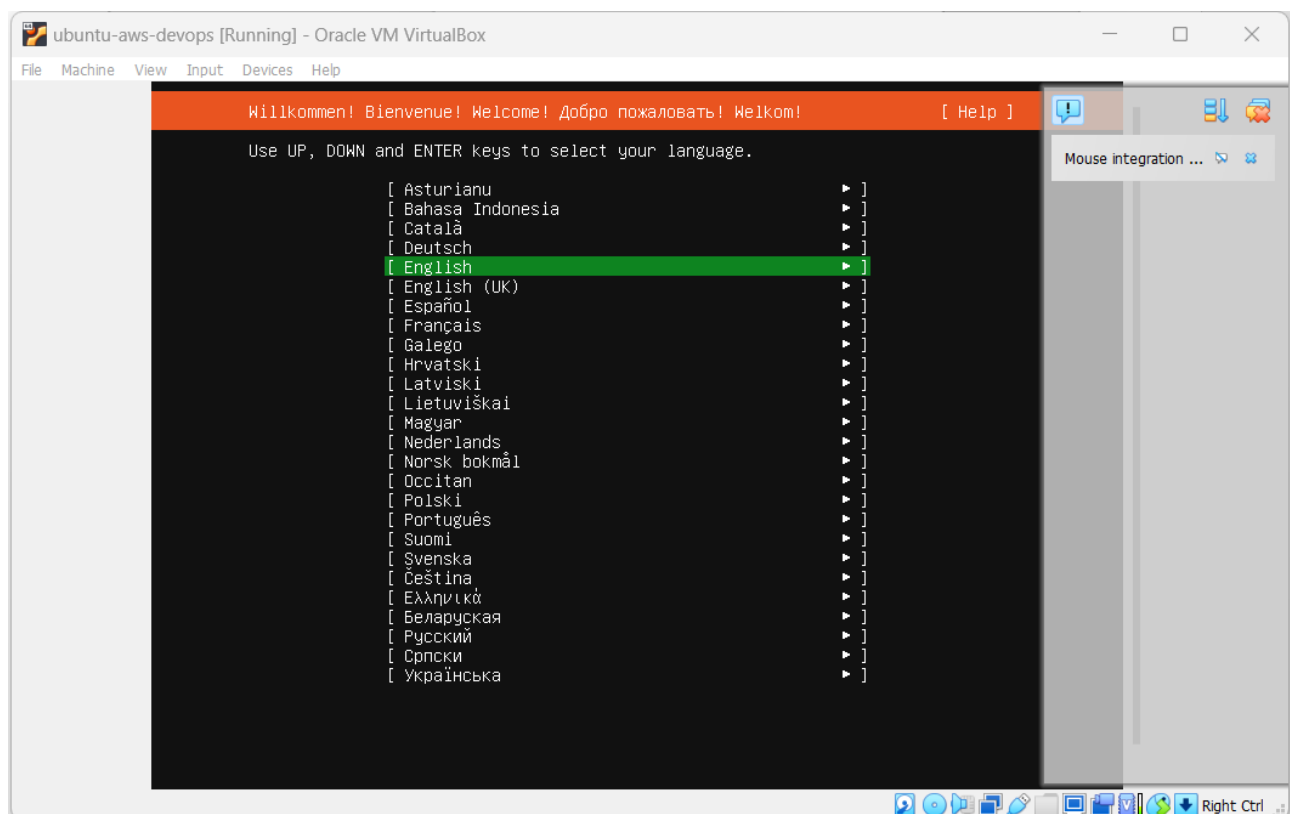 ubuntu-aws-devops [Running] - Oracle VM VirtualBox
File Machine View Input Devices Help
Willkommen! Bienvenue! Welcome! Добро пожаловать! Welkom! [ Help ]
Use UP, DOWN and ENTER keys to select your language.
Mouse integration ...
[ Asturianu ▸ ]
[ Bahasa Indonesia ▸ ]
[ Català ▸ ]
[ Deutsch ▸ ]
[ English ▸ ]
[ English (UK) ▸ ]
[ Español ▸ ]
[ Français ▸ ]
[ Galego ▸ ]
[ Hrvatski ▸ ]
[ Latviski ▸ ]
[ Lietuviškai ▸ ]
[ Magyar ▸ ]
[ Nederlands ▸ ]
[ Norsk bokmål ▸ ]
[ Occitan ▸ ]
[ Polski ▸ ]
[ Português ▸ ]
[ Suomi ▸ ]
[ Svenska ▸ ]
[ Čeština ▸ ]
[ Ελληνικά ▸ ]
[ Беларуская ▸ ]
[ Русский ▸ ]
[ Српски ▸ ]
[ Українська ▸ ]
Right Ctrl